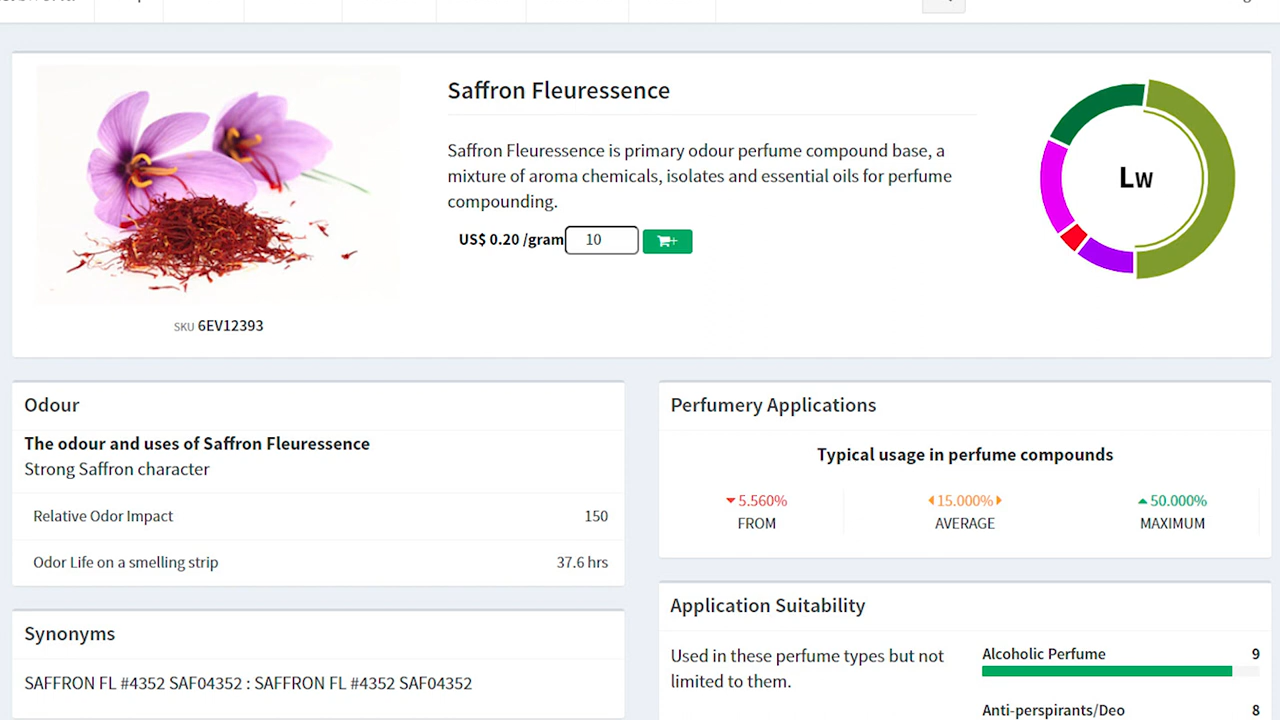 Saffron Fleuressence
Saffron Fleuressence is primary odour perfume compound base, a
mixture of aroma chemicals, isolates and essential oils for perfume
compounding.
US$ 0.20 /gram 10
SKU 6EV12393
Lw
Odour
The odour and uses of Saffron Fleuressence
Strong Saffron character
Relative Odor Impact 150
Odor Life on a smelling strip 37.6 hrs
Synonyms
SAFFRON FL #4352 SAF04352 : SAFFRON FL #4352 SAF04352
Perfumery Applications
Typical usage in perfume compounds
5.560% 15.000% 50.000%
FROM AVERAGE MAXIMUM
Application Suitability
Used in these perfume types but not
limited to them.
Alcoholic Perfume 9
Anti-perspirants/Deo 8